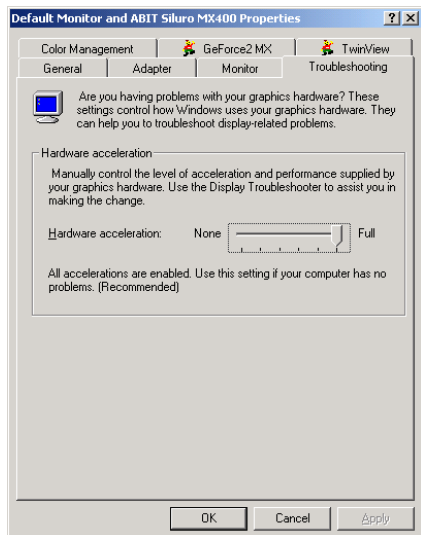 Default Monitor and ABIT Siluro MX400 Properties
Color Management
GeForce2 MX
TwinView
General
Adapter
Monitor
Troubleshooting
Are you having problems with your graphics hardware? These
settings control how Windows uses your graphics hardware. They
can help you to troubleshoot display-related problems.
Hardware acceleration
Manually control the level of acceleration and performance supplied by
your graphics hardware. Use the Display Troubleshooter to assist you in
making the change.
Hardware acceleration: None Full
All accelerations are enabled. Use this setting if your computer has no
problems. (Recommended)
OK
Cancel
Apply